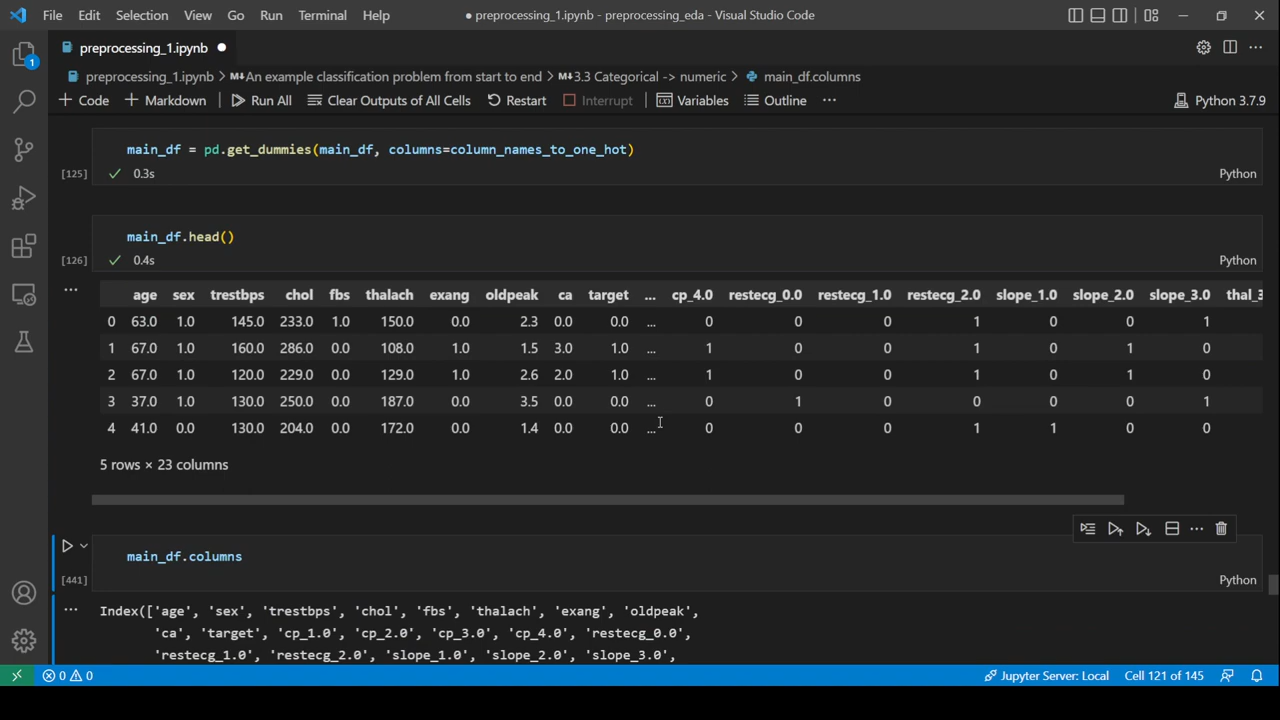 File Edit Selection View Go Run Terminal Help ● preprocessing_1.ipynb - preprocessing_eda - Visual Studio Code
preprocessing_1.ipynb ●
preprocessing_1.ipynb > M↓An example classification problem from start to end > M↓3.3 Categorical -> numeric > main_df.columns
+ Code + Markdown Run All Clear Outputs of All Cells Restart Interrupt Variables Outline ... Python 3.7.9
1
main_df = pd.get_dummies(main_df, columns=column_names_to_one_hot)
[125] ✓ 0.3s Python
main_df.head()
[126] ✓ 0.4s Python
... age sex trestbps chol fbs thalach exang oldpeak ca target ... cp_4.0 restecg_0.0 restecg_1.0 restecg_2.0 slope_1.0 slope_2.0 slope_3.0 thal_3
0 63.0 1.0 145.0 233.0 1.0 150.0 0.0 2.3 0.0 0.0 ... 0 0 0 1 0 0 1
1 67.0 1.0 160.0 286.0 0.0 108.0 1.0 1.5 3.0 1.0 ... 1 0 0 1 0 1 0
2 67.0 1.0 120.0 229.0 0.0 129.0 1.0 2.6 2.0 1.0 ... 1 0 0 1 0 1 0
3 37.0 1.0 130.0 250.0 0.0 187.0 0.0 3.5 0.0 0.0 ... 0 1 0 0 0 0 1
4 41.0 0.0 130.0 204.0 0.0 172.0 0.0 1.4 0.0 0.0 ... 0 0 0 1 1 0 0
5 rows × 23 columns
main_df.columns
[441] Python
... Index(['age', 'sex', 'trestbps', 'chol', 'fbs', 'thalach', 'exang', 'oldpeak',
'ca', 'target', 'cp_1.0', 'cp_2.0', 'cp_3.0', 'cp_4.0', 'restecg_0.0',
'restecg_1.0', 'restecg_2.0', 'slope_1.0', 'slope_2.0', 'slope_3.0',
0 0 Jupyter Server: Local Cell 121 of 145